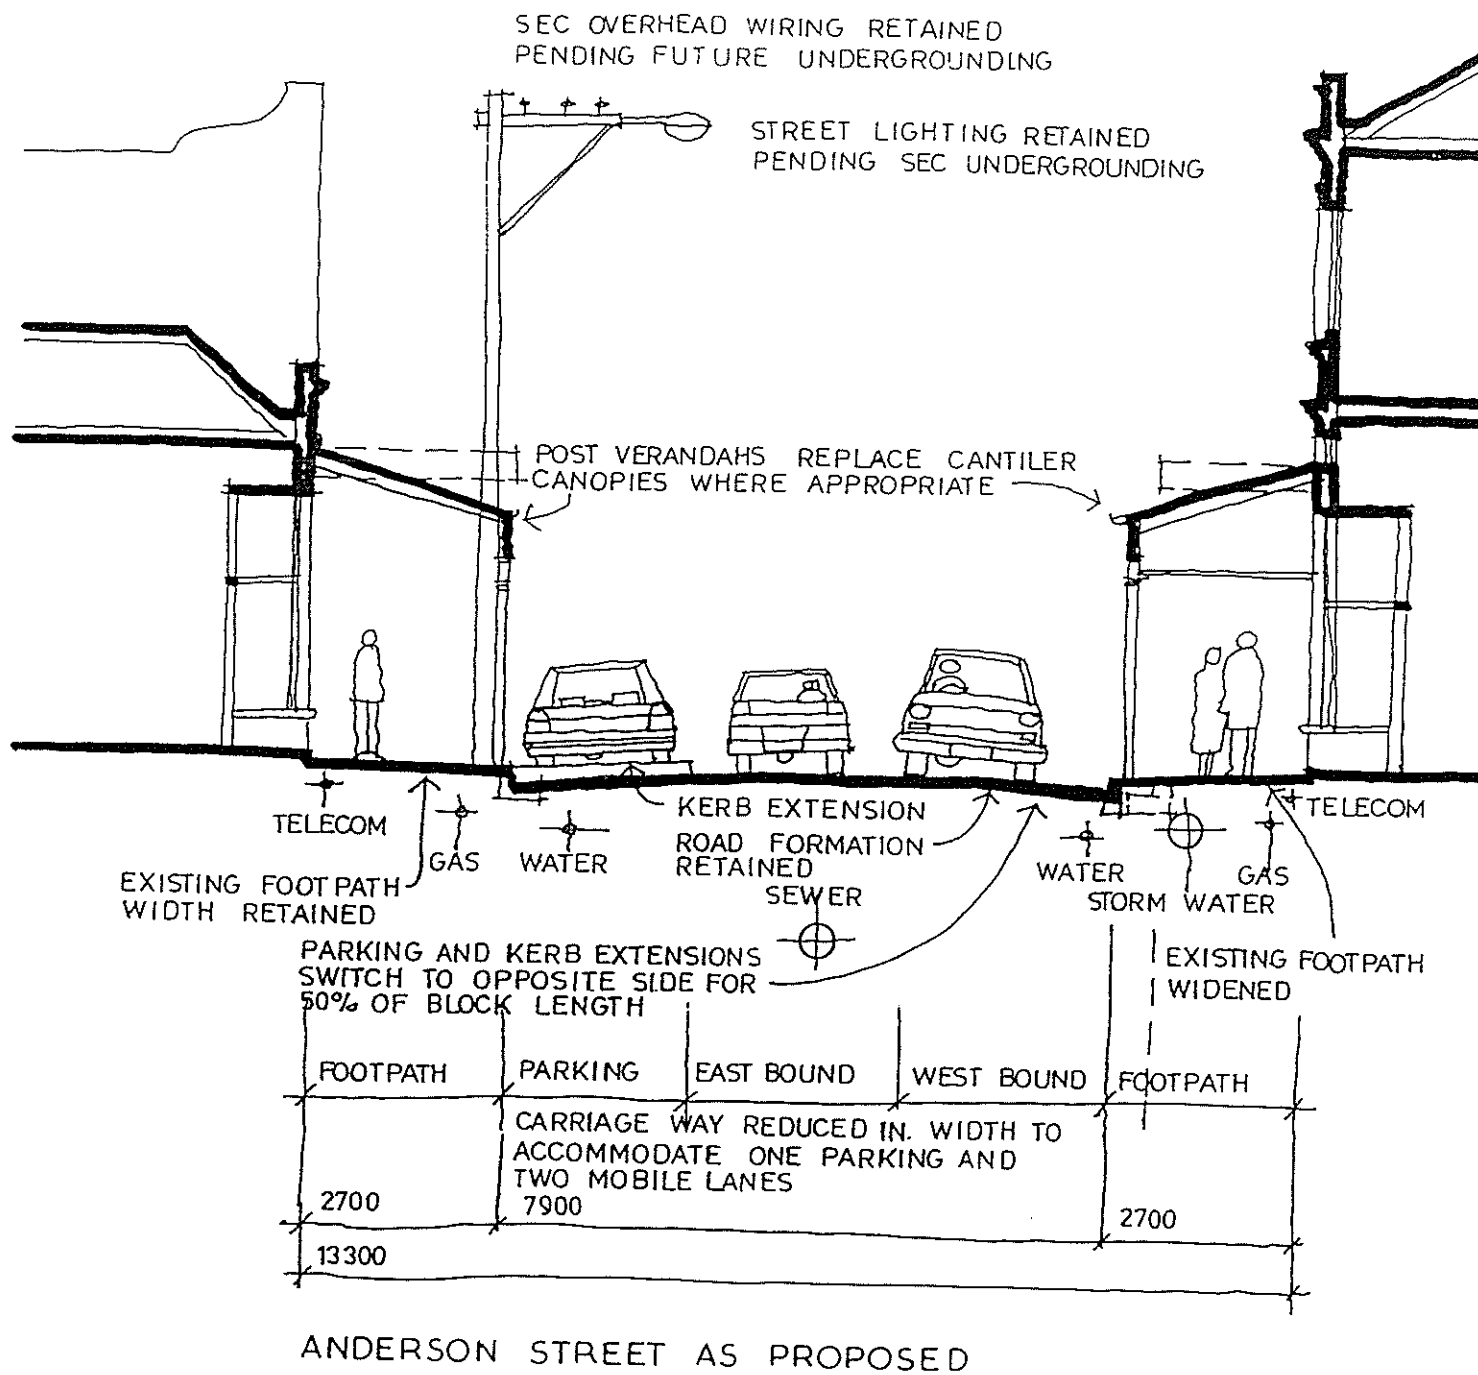 SEC OVERHEAD WIRING RETAINED
PENDING FUTURE UNDERGROUNDING
STREET LIGHTING RETAINED
PENDING SEC UNDERGROUNDING
POST VERANDAHS REPLACE CANTILER
CANOPIES WHERE APPROPRIATE
TELECOM
GAS
WATER
KERB EXTENSION
ROAD FORMATION
RETAINED
WATER
STORM WATER
GAS
TELECOM
EXISTING FOOTPATH
WIDTH RETAINED
SEWER
PARKING AND KERB EXTENSIONS
SWITCH TO OPPOSITE SIDE FOR
50% OF BLOCK LENGTH
EXISTING FOOTPATH
WIDENED
FOOTPATH PARKING EAST BOUND WEST BOUND FOOTPATH
CARRIAGE WAY REDUCED IN. WIDTH TO
ACCOMMODATE ONE PARKING AND
TWO MOBILE LANES
2700 7900 2700
13300
ANDERSON STREET AS PROPOSED